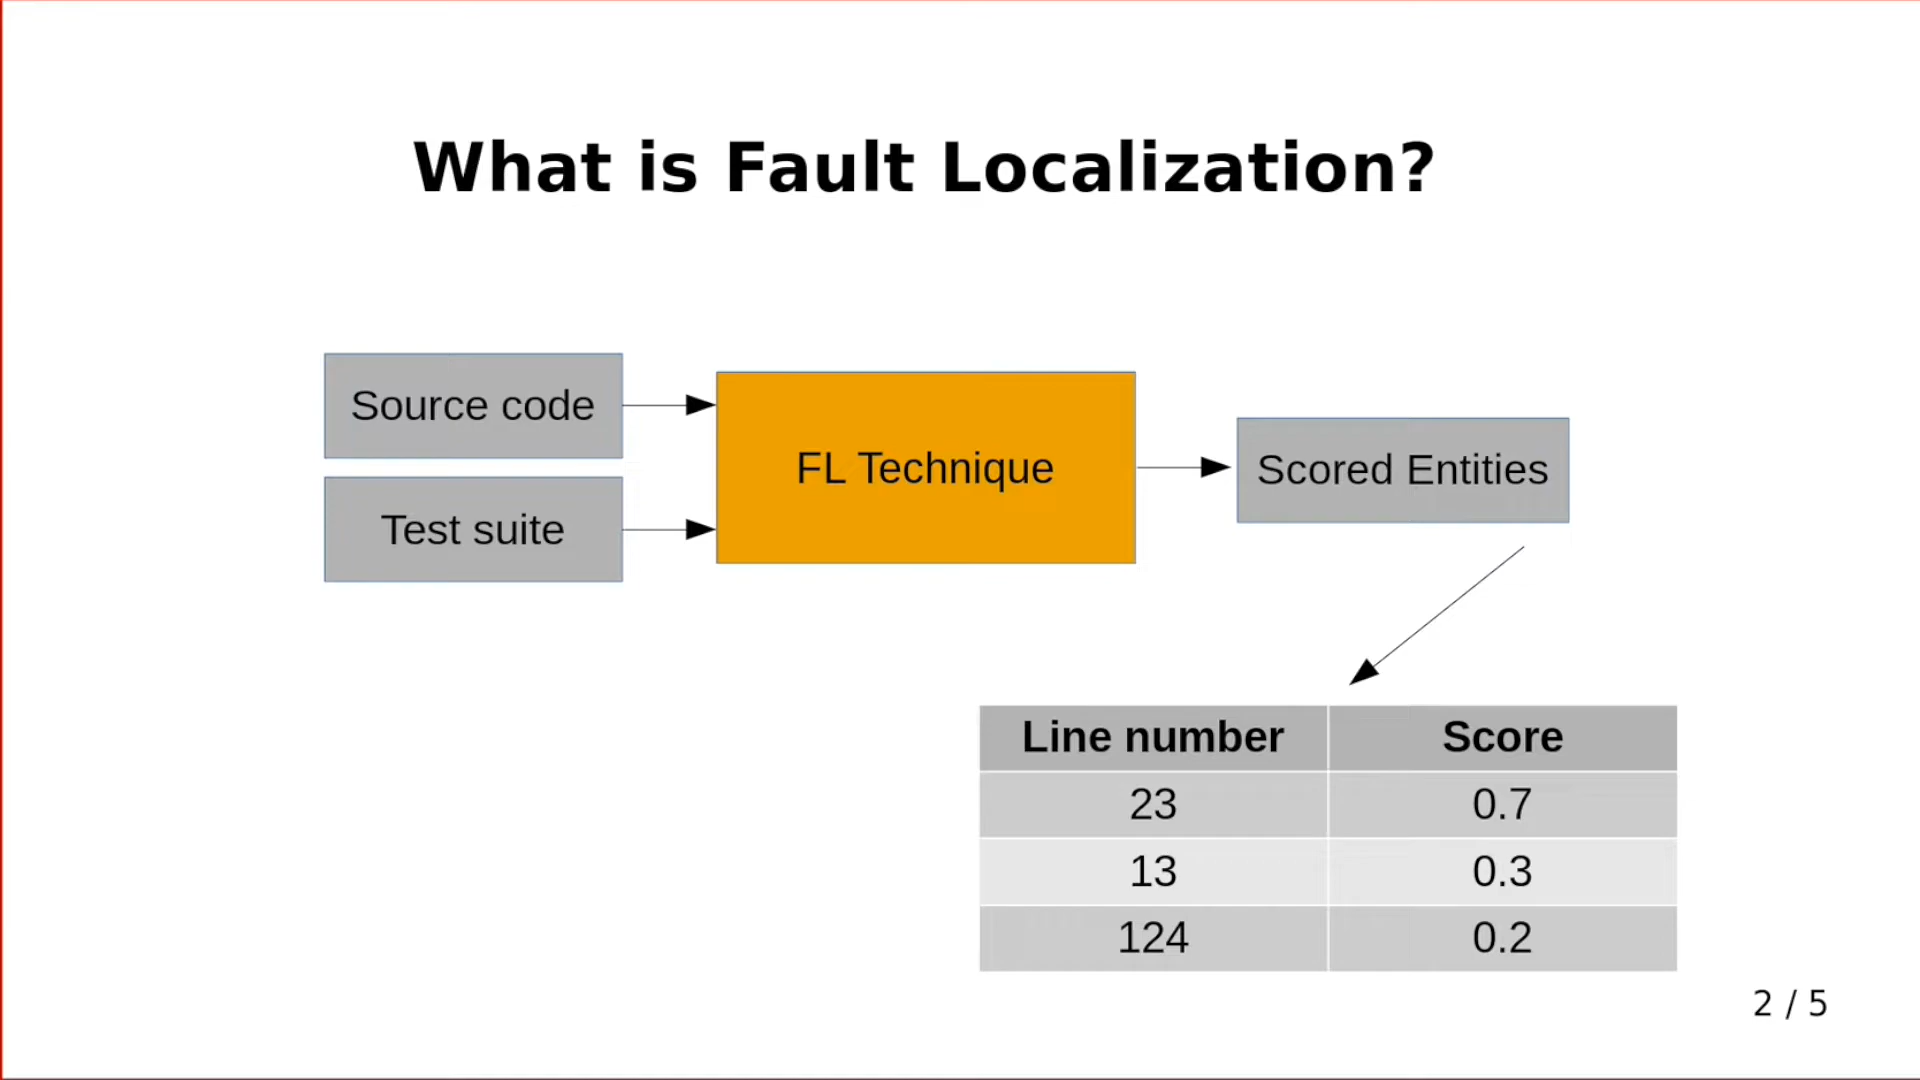 What is Fault Localization?
Source code
Test suite
FL Technique
Scored Entities
Line number Score
23 0.7
13 0.3
124 0.2
2 / 5